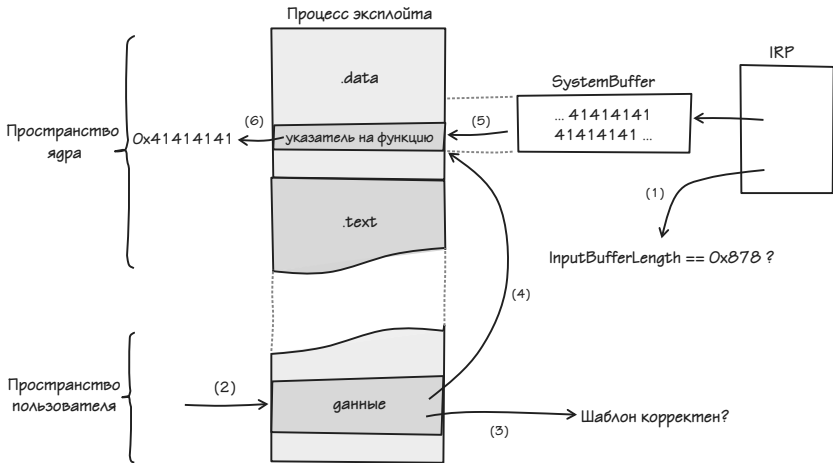 Процесс эксплойта
IRP
.data
SystemBuffer
... 41414141
41414141 ...
(5)
(6)
0x41414141
указатель на функцию
Пространство
ядра
(1)
.text
InputBufferLength == 0x878 ?
(4)
Пространство
пользователя
(2)
данные
Шаблон корректен?
(3)